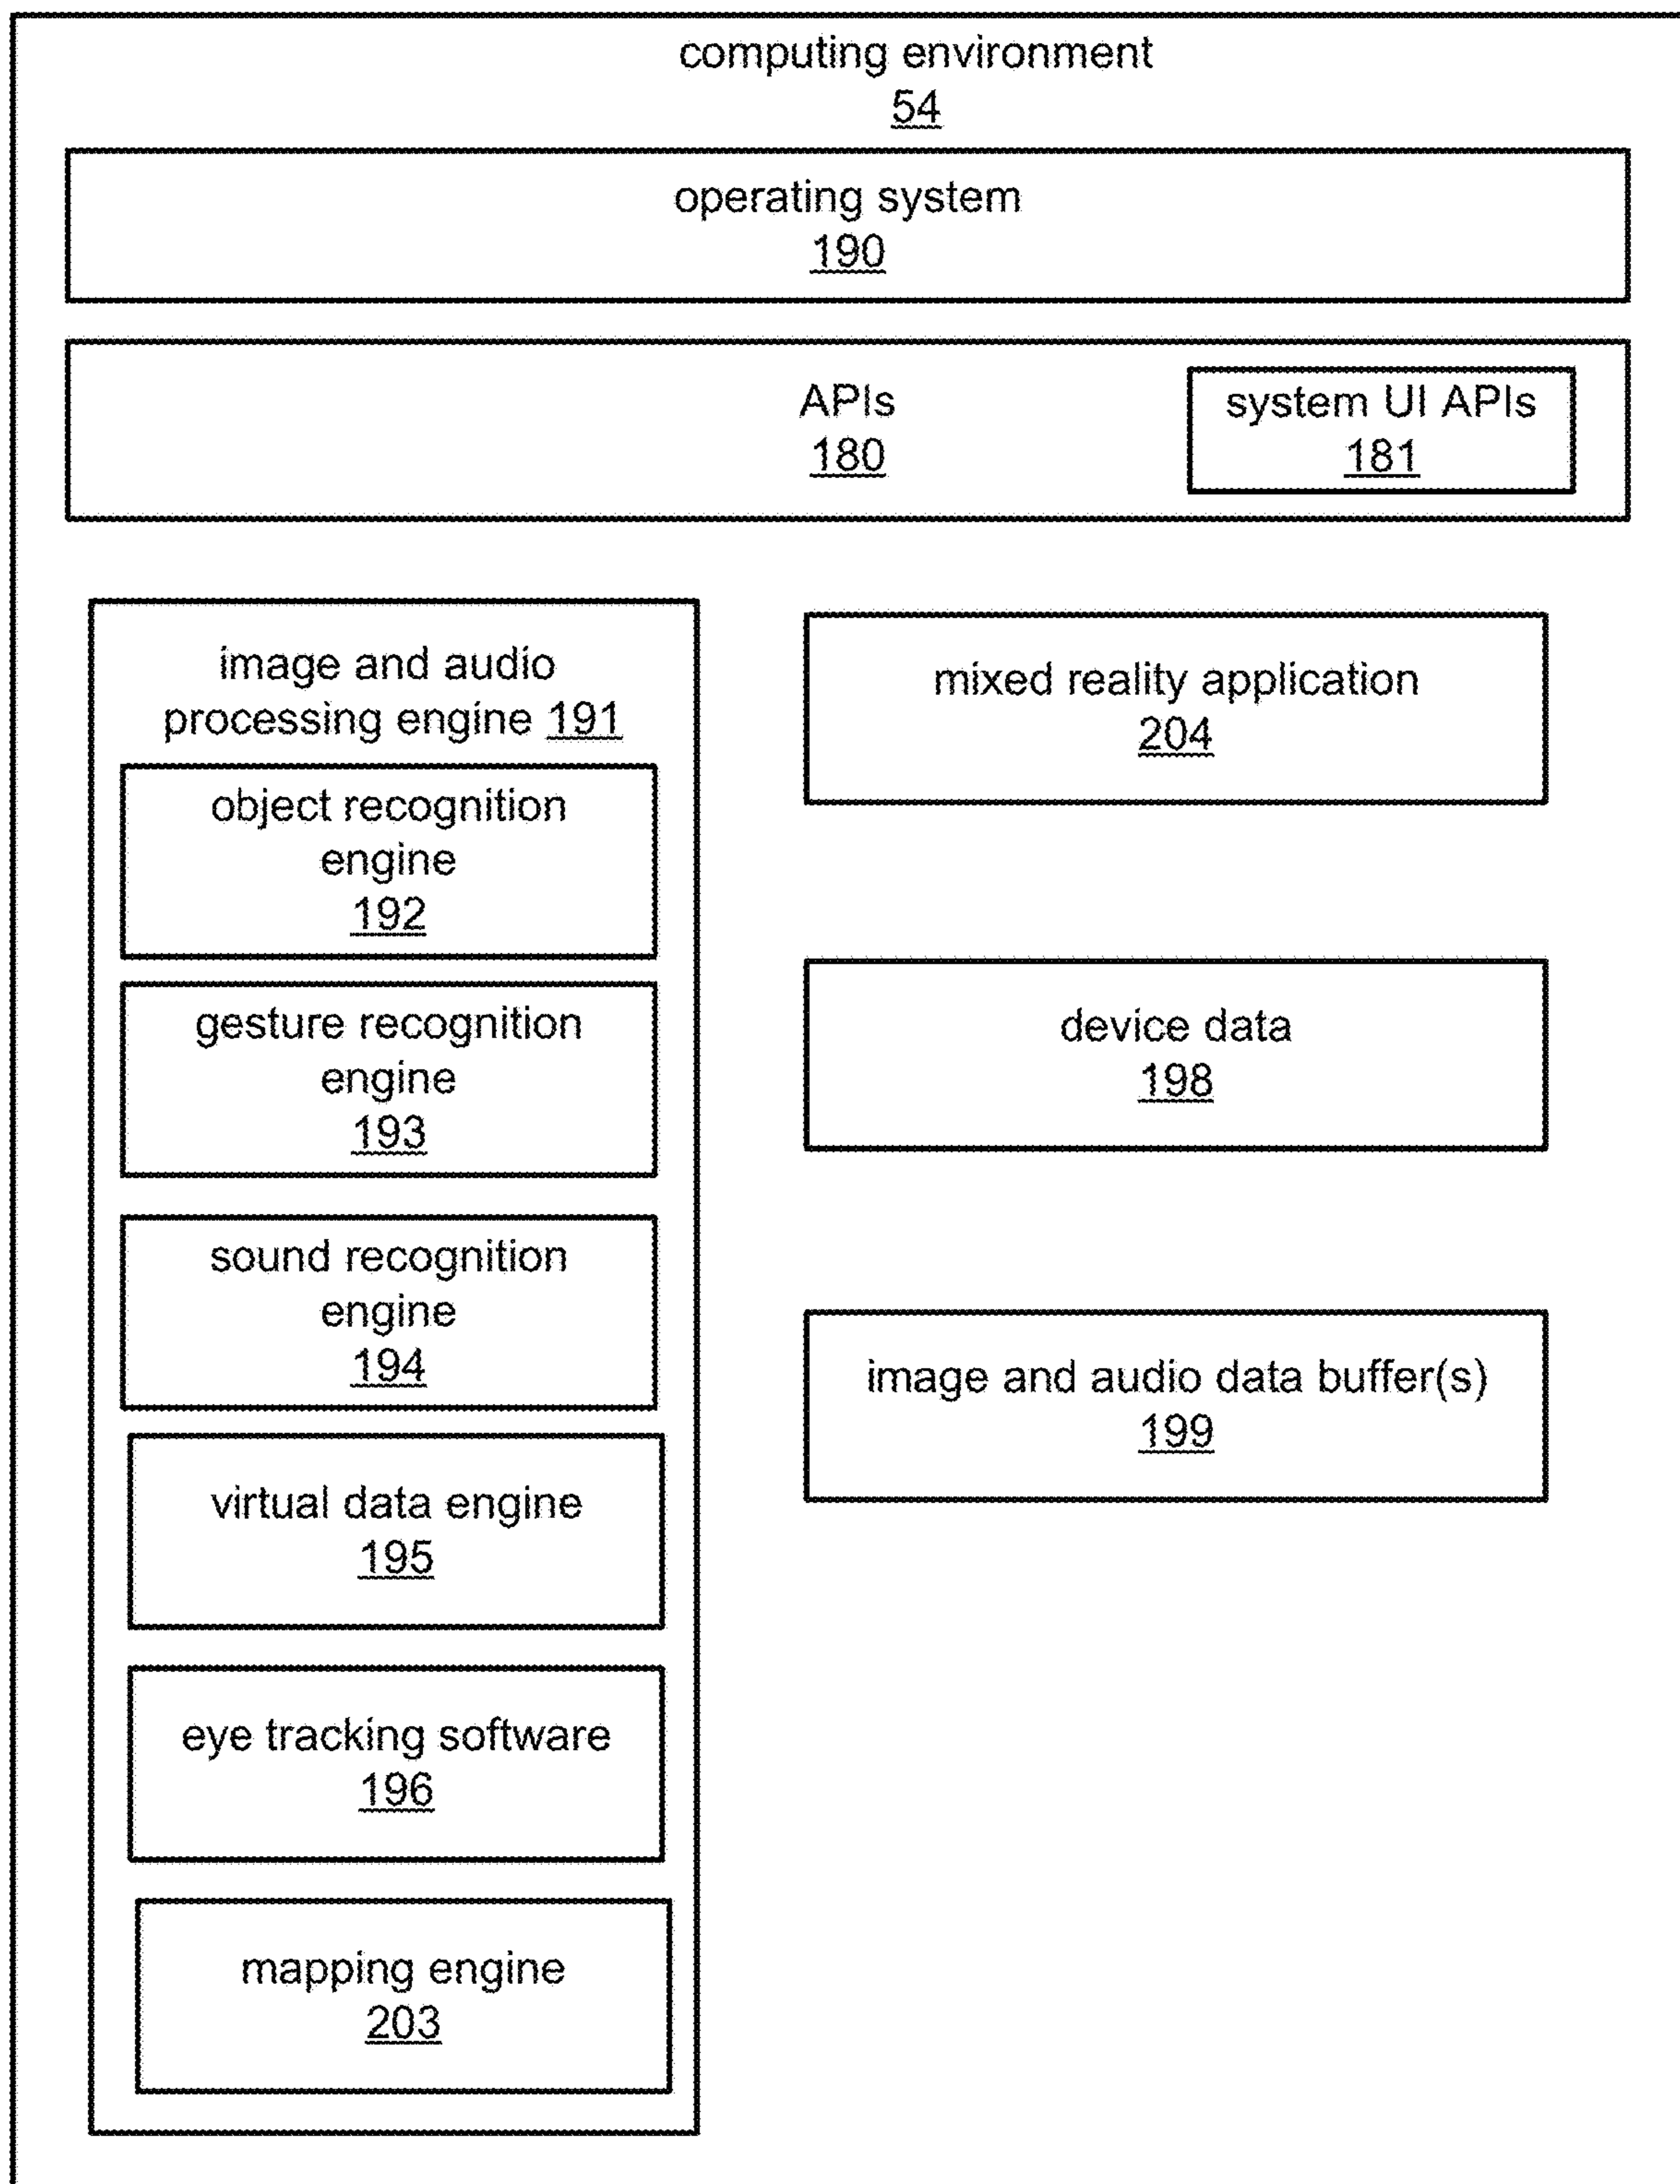 computing environment
54
operating system
190
APIs
180
system UI APIs
181
image and audio
processing engine 191
object recognition
engine
192
gesture recognition
engine
193
sound recognition
engine
194
virtual data engine
195
eye tracking software
196
mapping engine
203
mixed reality application
204
device data
198
image and audio data buffer(s)
199